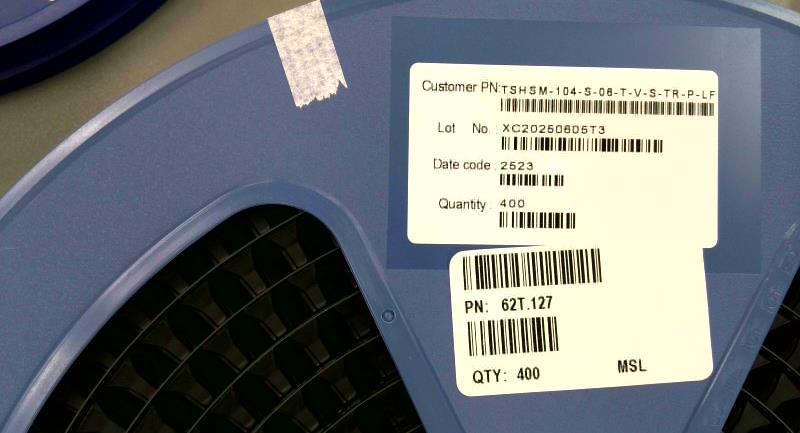 Customer PN: TSHSM-104-S-06-T-V-S-TR-P-LF
Lot No. : XC20250605T3
Date code : 2523
Quantity : 400
PN: 62T.127
QTY: 400 MSL